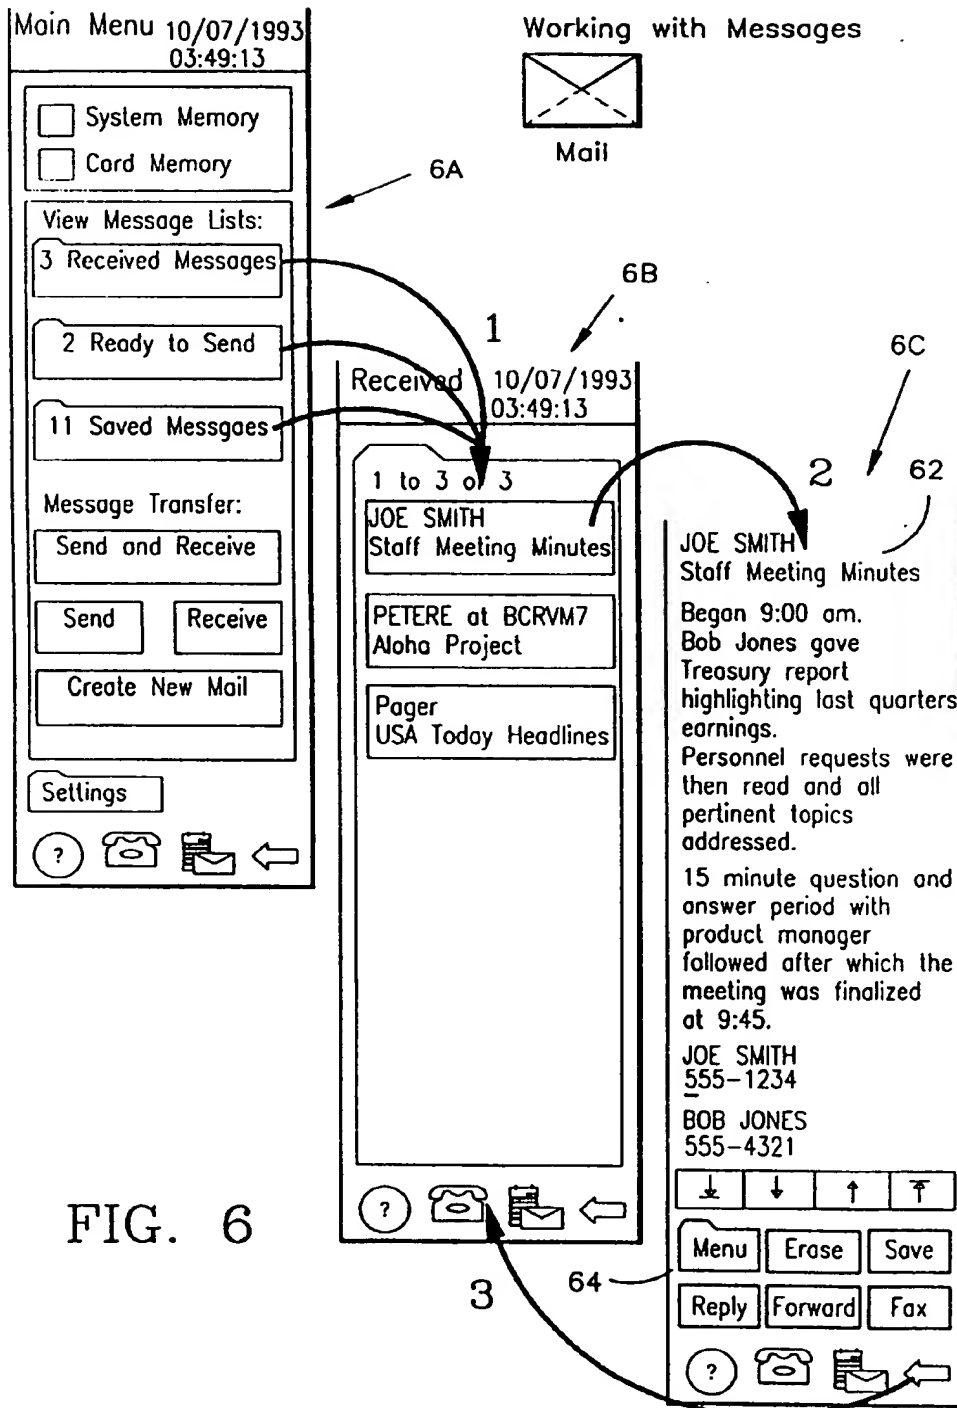 Main Menu 10/07/1993
03:49:13
System Memory
Card Memory
View Message Lists:
3 Received Messages
2 Ready to Send
11 Saved Messgaes
Message Transfer:
Send and Receive
Send Receive
Create New Mail
Settings
?
Working with Messages
Mail
6A
1
6B
Received 10/07/1993
03:49:13
1 to 3 of 3
JOE SMITH
Staff Meeting Minutes
PETERE at BCRVM7
Aloha Project
Pager
USA Today Headlines
?
2
6C
62
JOE SMITH
Staff Meeting Minutes
Began 9:00 am.
Bob Jones gave
Treasury report
highlighting last quarters
earnings.
Personnel requests were
then read and all
pertinent topics
addressed.
15 minute question and
answer period with
product manager
followed after which the
meeting was finalized
at 9:45.
JOE SMITH
555-1234
BOB JONES
555-4321
Menu Erase Save
Reply Forward Fax
?
64
3
FIG. 6